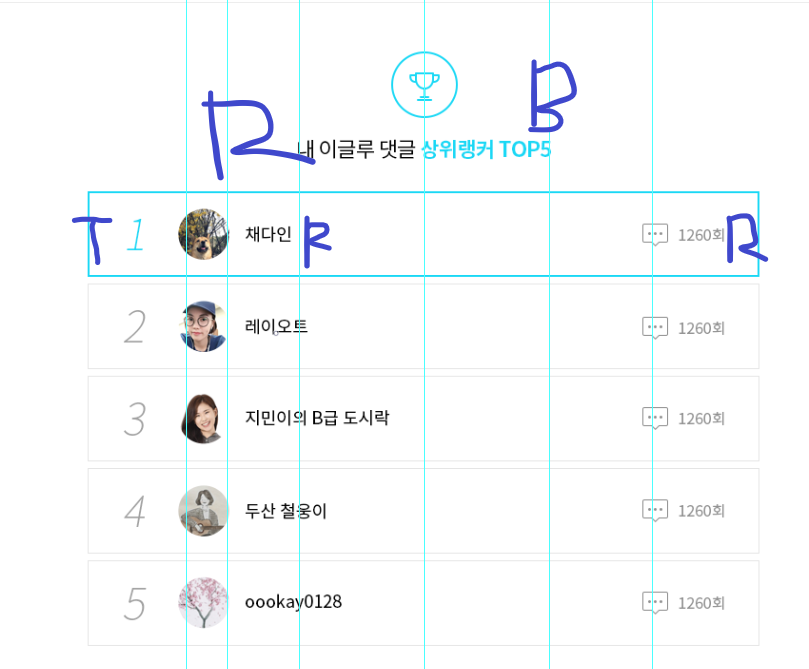 B
R
내 이글루 댓글 상위랭커 TOP5
T 1 채다인 R 1260회 R
2 레이오트 1260회
3 지민이의 B급 도시락 1260회
4 두산 철웅이 1260회
5 oookay0128 1260회